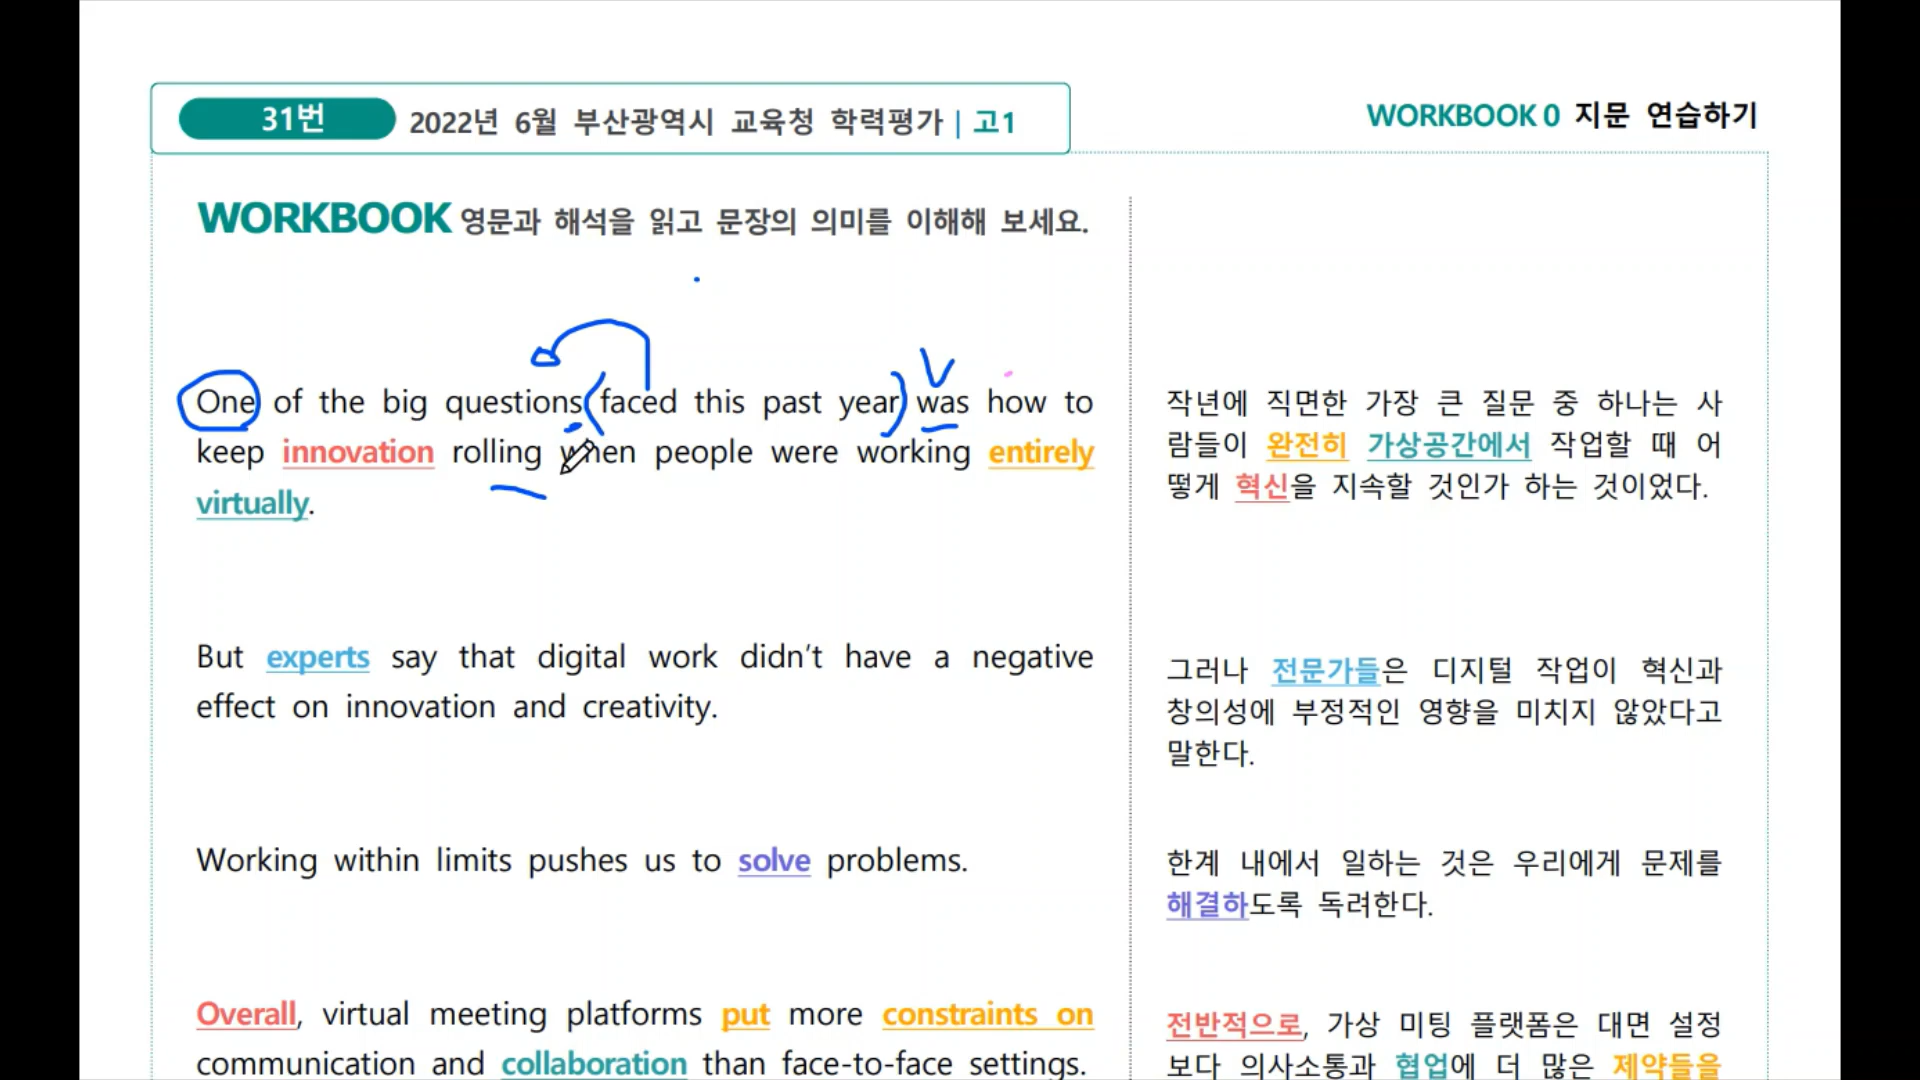 31번 2022년 6월 부산광역시 교육청 학력평가 | 고1
WORKBOOK 0 지문 연습하기
WORKBOOK 영문과 해석을 읽고 문장의 의미를 이해해 보세요.
V
One of the big questions (faced this past year) was how to
keep innovation rolling when people were working entirely
virtually.
작년에 직면한 가장 큰 질문 중 하나는 사
람들이 완전히 가상공간에서 작업할 때 어
떻게 혁신을 지속할 것인가 하는 것이었다.
But experts say that digital work didn’t have a negative
effect on innovation and creativity.
그러나 전문가들은 디지털 작업이 혁신과
창의성에 부정적인 영향을 미치지 않았다고
말한다.
Working within limits pushes us to solve problems.
한계 내에서 일하는 것은 우리에게 문제를
해결하도록 독려한다.
Overall, virtual meeting platforms put more constraints on
communication and collaboration than face-to-face settings.
전반적으로, 가상 미팅 플랫폼은 대면 설정
보다 의사소통과 협업에 더 많은 제약들을